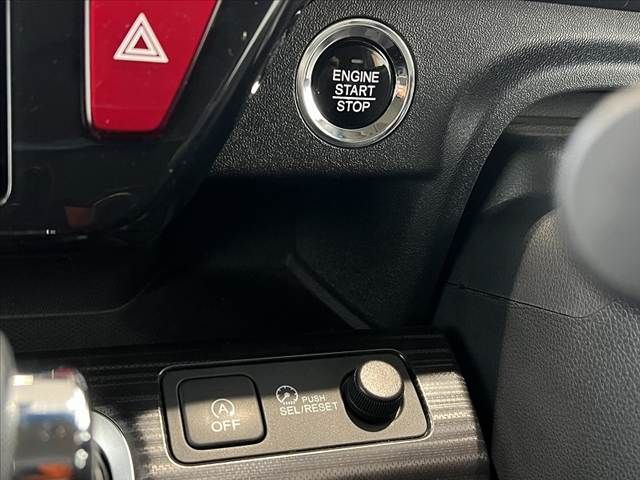 ENGINE
START
STOP
A
OFF
PUSH
SEL/RESET